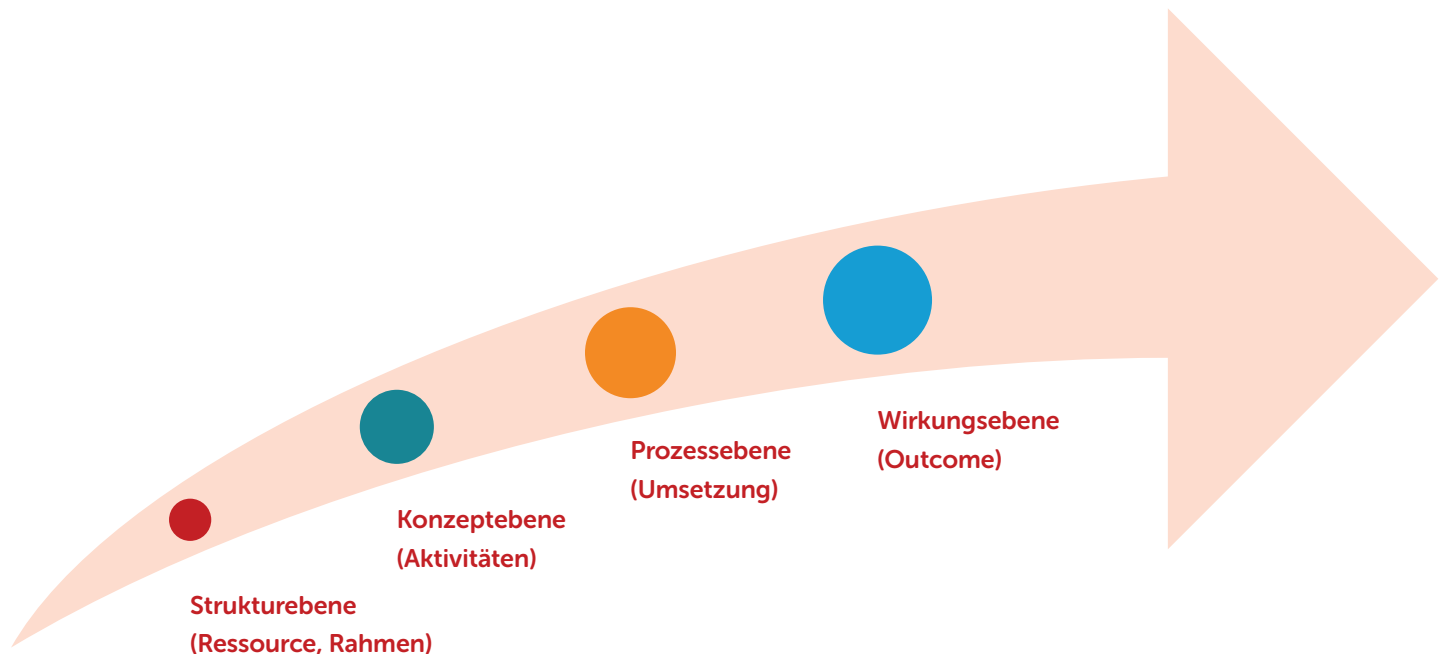 Strukturebene
(Ressource, Rahmen)
Konzeptebene
(Aktivitäten)
Prozessebene
(Umsetzung)
Wirkungsebene
(Outcome)